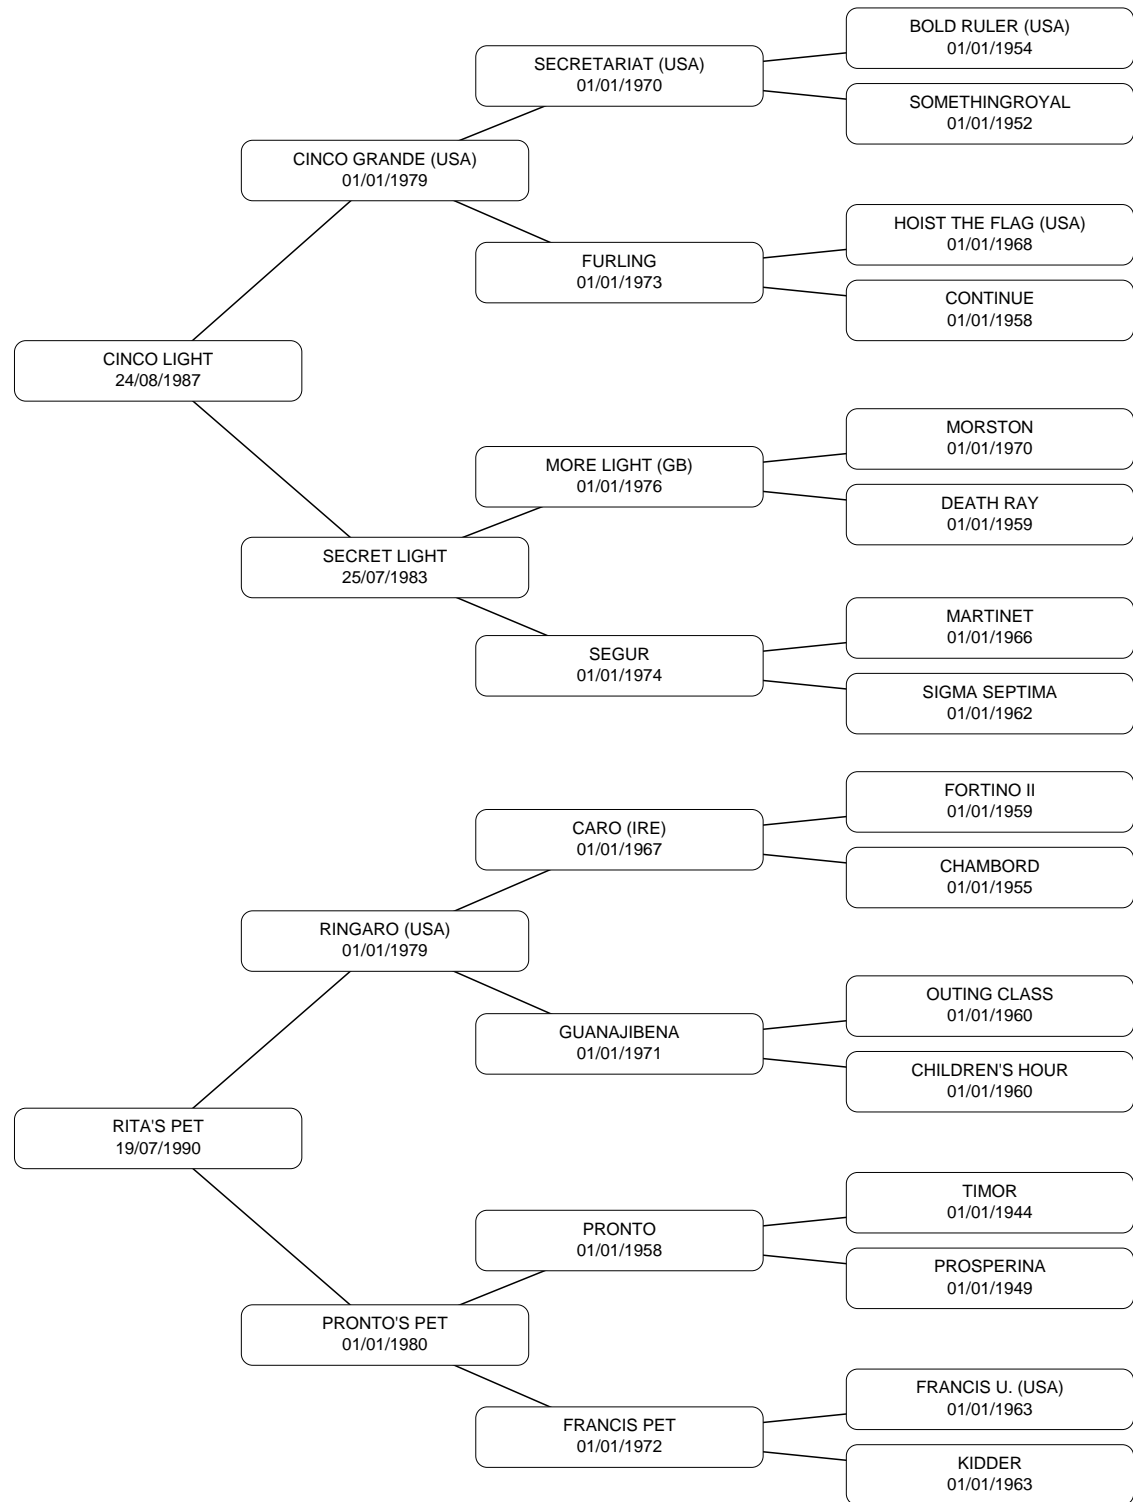 BOLD RULER (USA)
01/01/1954
SECRETARIAT (USA)
01/01/1970
SOMETHINGROYAL
01/01/1952
CINCO GRANDE (USA)
01/01/1979
HOIST THE FLAG (USA)
01/01/1968
FURLING
01/01/1973
CONTINUE
01/01/1958
CINCO LIGHT
24/08/1987
MORSTON
01/01/1970
MORE LIGHT (GB)
01/01/1976
DEATH RAY
01/01/1959
SECRET LIGHT
25/07/1983
MARTINET
01/01/1966
SEGUR
01/01/1974
SIGMA SEPTIMA
01/01/1962
FORTINO II
01/01/1959
CARO (IRE)
01/01/1967
CHAMBORD
01/01/1955
RINGARO (USA)
01/01/1979
OUTING CLASS
01/01/1960
GUANAJIBENA
01/01/1971
CHILDREN'S HOUR
01/01/1960
RITA'S PET
19/07/1990
TIMOR
01/01/1944
PRONTO
01/01/1958
PROSPERINA
01/01/1949
PRONTO'S PET
01/01/1980
FRANCIS U. (USA)
01/01/1963
FRANCIS PET
01/01/1972
KIDDER
01/01/1963